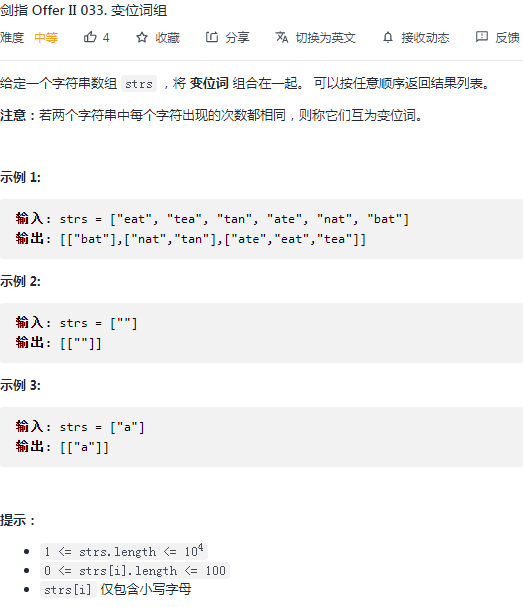 剑指 Offer II 033. 变位词组
难度 中等 4 收藏 分享 切换为英文 接收动态 反馈
给定一个字符串数组 strs ，将 变位词 组合在一起。 可以按任意顺序返回结果列表。
注意：若两个字符串中每个字符出现的次数都相同，则称它们互为变位词。
示例 1:
输入: strs = ["eat", "tea", "tan", "ate", "nat", "bat"]
输出: [["bat"],["nat","tan"],["ate","eat","tea"]]
示例 2:
输入: strs = [""]
输出: [[""]]
示例 3:
输入: strs = ["a"]
输出: [["a"]]
提示：
1 <= strs.length <= 10⁴
0 <= strs[i].length <= 100
strs[i] 仅包含小写字母